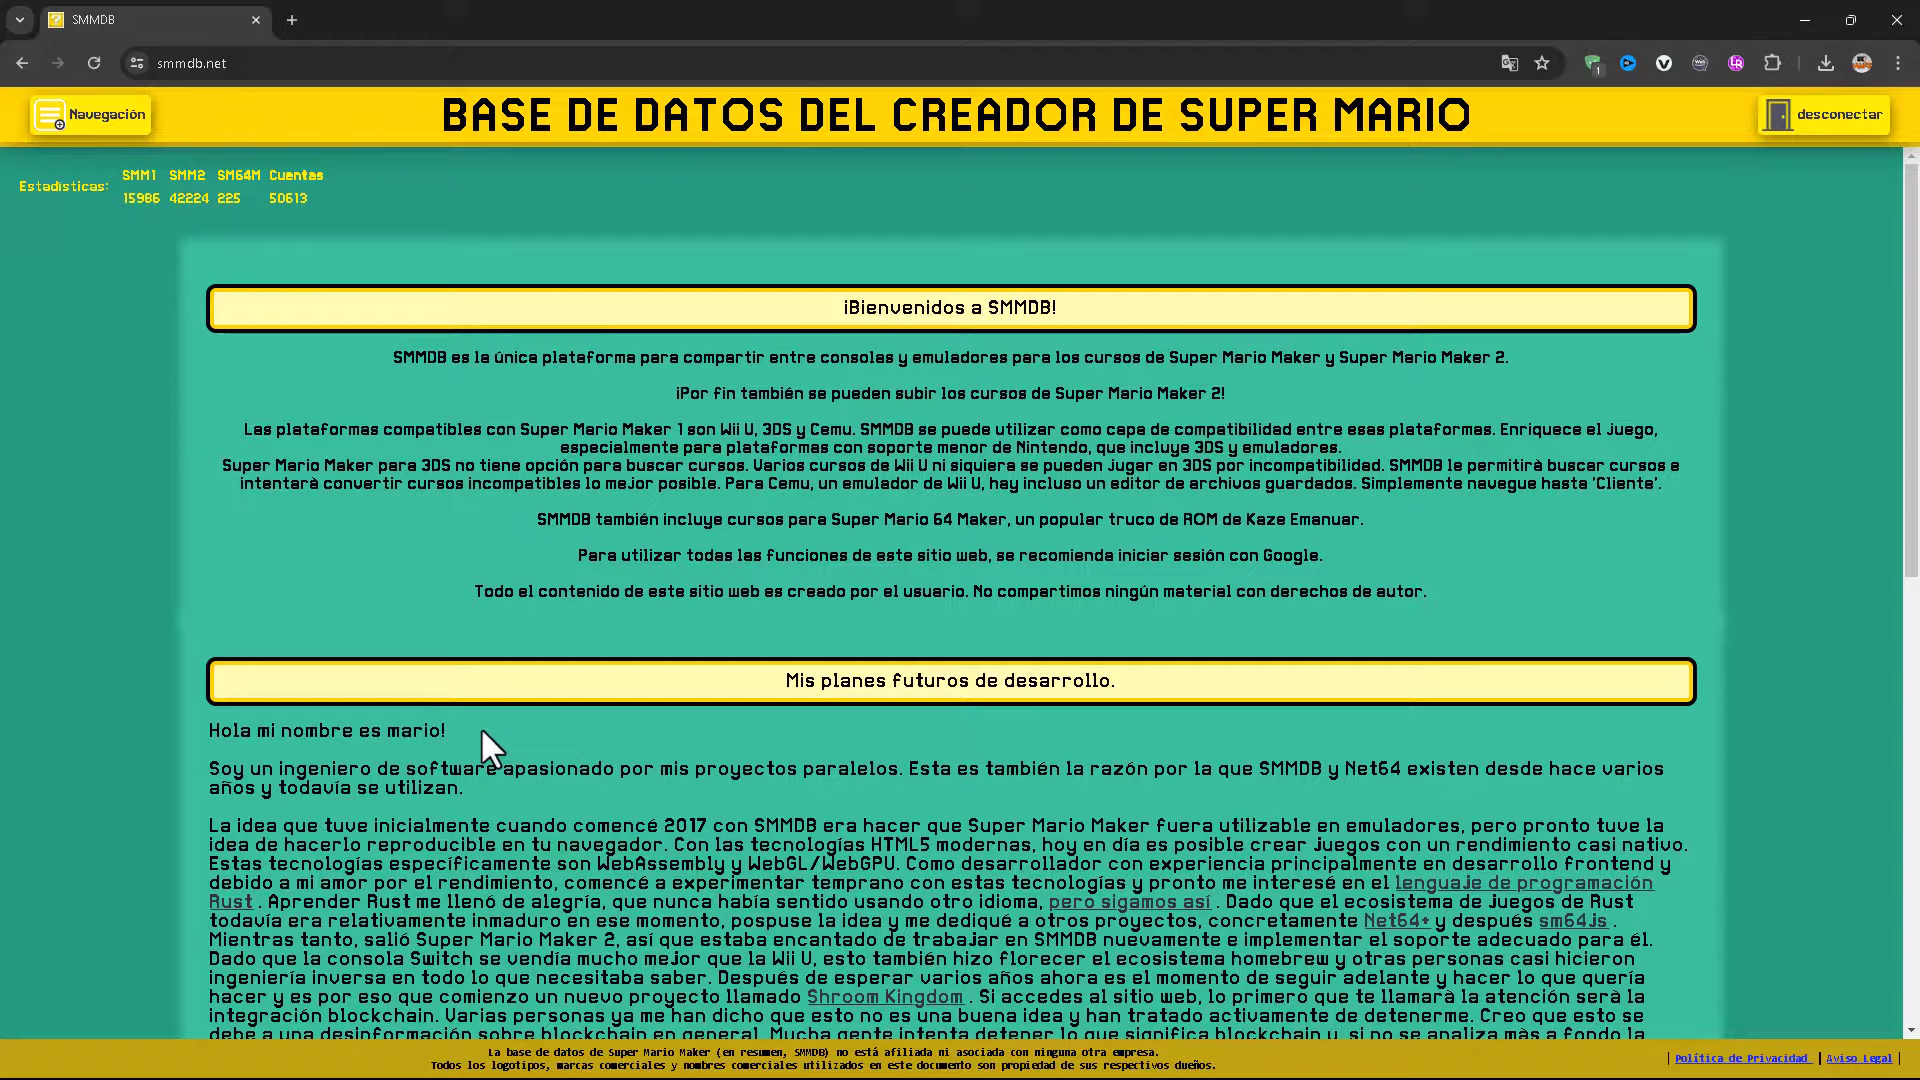 SMMDB
smmdb.net
1
Navegación
BASE DE DATOS DEL CREADOR DE SUPER MARIO
desconectar
Estadísticas:
SMM1 SMM2 SM64M Cuentas
15986 42224 225 50613
¡Bienvenidos a SMMDB!
SMMDB es la única plataforma para compartir entre consolas y emuladores para los cursos de Super Mario Maker y Super Mario Maker 2.
¡Por fin también se pueden subir los cursos de Super Mario Maker 2!
Las plataformas compatibles con Super Mario Maker 1 son Wii U, 3DS y Cemu. SMMDB se puede utilizar como capa de compatibilidad entre esas plataformas. Enriquece el juego,
especialmente para plataformas con soporte menor de Nintendo, que incluye 3DS y emuladores.
Super Mario Maker para 3DS no tiene opción para buscar cursos. Varios cursos de Wii U ni siquiera se pueden jugar en 3DS por incompatibilidad. SMMDB le permitirá buscar cursos e
intentará convertir cursos incompatibles lo mejor posible. Para Cemu, un emulador de Wii U, hay incluso un editor de archivos guardados. Simplemente navegue hasta 'Cliente'.
SMMDB también incluye cursos para Super Mario 64 Maker, un popular truco de ROM de Kaze Emanuar.
Para utilizar todas las funciones de este sitio web, se recomienda iniciar sesión con Google.
Todo el contenido de este sitio web es creado por el usuario. No compartimos ningún material con derechos de autor.
Mis planes futuros de desarrollo.
Hola mi nombre es mario!
Soy un ingeniero de software apasionado por mis proyectos paralelos. Esta es también la razón por la que SMMDB y Net64 existen desde hace varios
años y todavía se utilizan.
La idea que tuve inicialmente cuando comencé 2017 con SMMDB era hacer que Super Mario Maker fuera utilizable en emuladores, pero pronto tuve la
idea de hacerlo reproducible en tu navegador. Con las tecnologías HTML5 modernas, hoy en día es posible crear juegos con un rendimiento casi nativo.
Estas tecnologías específicamente son WebAssembly y WebGL/WebGPU. Como desarrollador con experiencia principalmente en desarrollo frontend y
debido a mi amor por el rendimiento, comencé a experimentar temprano con estas tecnologías y pronto me interesé en el lenguaje de programación
Rust . Aprender Rust me llenó de alegría, que nunca había sentido usando otro idioma, pero sigamos así . Dado que el ecosistema de juegos de Rust
todavía era relativamente inmaduro en ese momento, pospuse la idea y me dediqué a otros proyectos, concretamente Net64+ y después sm64js .
Mientras tanto, salió Super Mario Maker 2, así que estaba encantado de trabajar en SMMDB nuevamente e implementar el soporte adecuado para él.
Dado que la consola Switch se vendía mucho mejor que la Wii U, esto también hizo florecer el ecosistema homebrew y otras personas casi hicieron
ingeniería inversa en todo lo que necesitaba saber. Después de esperar varios años ahora es el momento de seguir adelante y hacer lo que quería
hacer y es por eso que comienzo un nuevo proyecto llamado Shroom Kingdom . Si accedes al sitio web, lo primero que te llamará la atención será la
integración blockchain. Varias personas ya me han dicho que esto no es una buena idea y han tratado activamente de detenerme. Creo que esto se
debe a una desinformación sobre blockchain en general. Mucha gente intenta detener lo que significa blockchain y, si no se analiza más a fondo la
La base de datos de Super Mario Maker (en resumen, SMMDB) no está afiliada ni asociada con ninguna otra empresa.
Todos los logotipos, marcas comerciales y nombres comerciales utilizados en este documento son propiedad de sus respectivos dueños.
| Política de Privacidad | Aviso Legal |